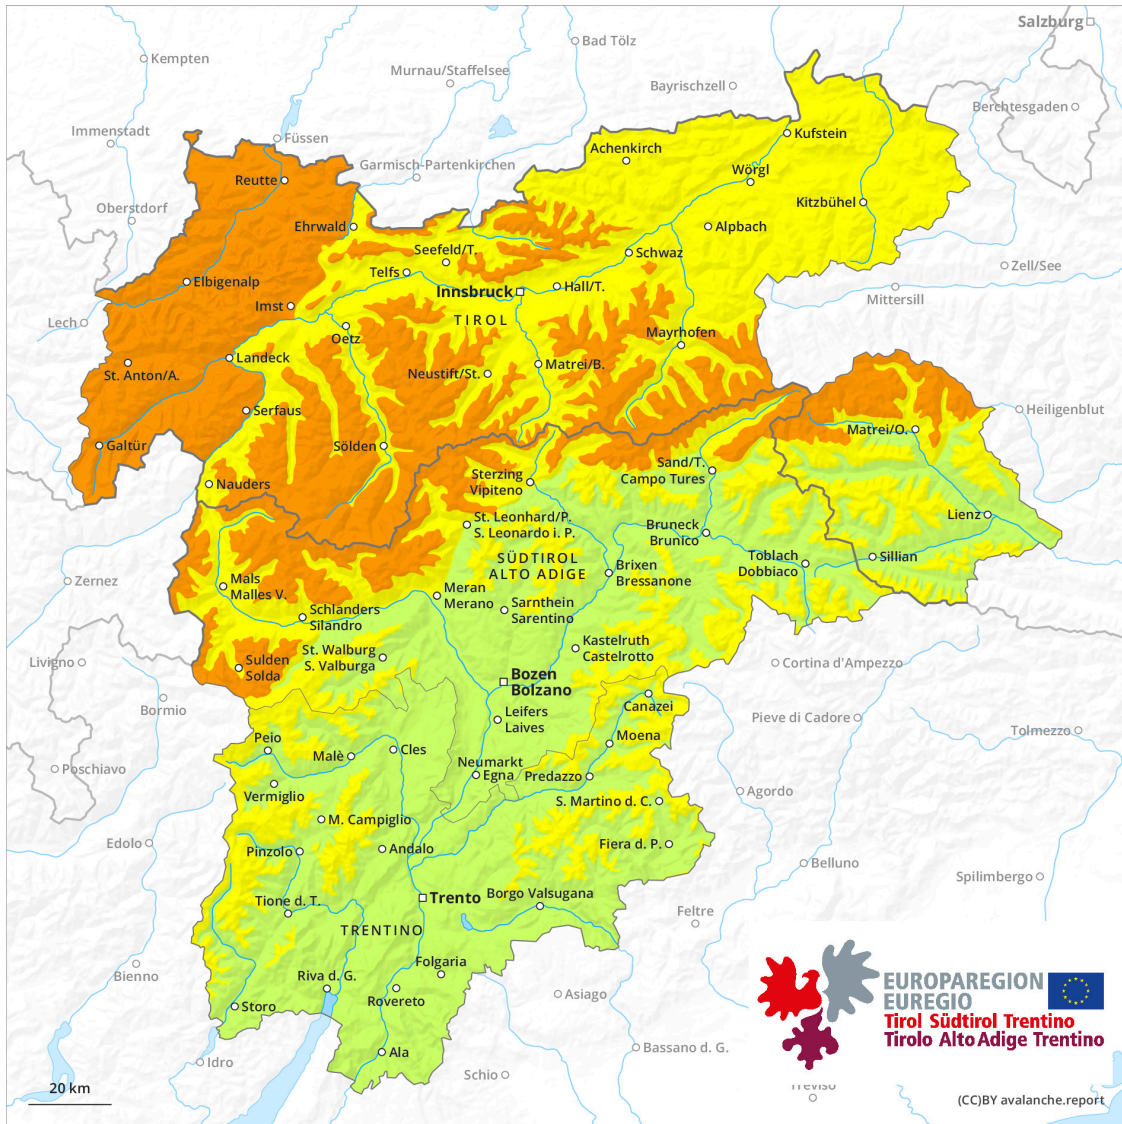 Salzburg
Bad Tölz
Kempten
Murnau/Staffelsee
Bayrischzell
Berchtesgaden
Immenstadt
Füssen
Kufstein
Achenkirch
Garmisch-Partenkirchen
Wörgl
Reutte
Oberstdorf
Kitzbühel
Ehrwald
Alpbach
Seefeld/T.
Schwaz
Zell/See
Telfs
Elbigenalp
Hall/T.
Innsbruck
Mittersill
Imst
TIROL
Lech
Mayrhofen
Oetz
Landeck
Matrei/B.
St. Anton/A.
Neustift/St.
Serfaus
Heiligenblut
Matrei/O.
Galtür
Sölden
Sand/T.
Campo Tures
Sterzing
Vipiteno
Nauders
Lienz
St. Leonhard/P.
S. Leonardo i. P.
Bruneck
Brunico
SÜDTIROL
ALTO ADIGE
Toblach
Dobbiaco
Sillian
Brixen
Bressanone
Zernez
Mals
Malles V.
Meran
Merano
Sarnthein
Sarentino
Schlanders
Silandro
Kastelruth
Castelrotto
St. Walburg
S. Valburga
Livigno
Sulden
Solda
Cortina d'Ampezzo
Bozen
Bolzano
Bormio
Canazei
Leifers
Laives
Pieve di Cadore
Tolmezzo
Peio
Moena
Malè
Cles
Neumarkt
Egna
Predazzo
Poschiavo
Vermiglio
Agordo
S. Martino d. C.
M. Campiglio
Edolo
Pinzolo
Andalo
Fiera d. P.
Belluno
Spilimbergo
Trento
Borgo Valsugana
Tione d. T.
Feltre
TRENTINO
Folgaria
Bienno
Riva d. G.
EUROPAREGION
EUREGIO
Tirol Südtirol Trentino
Tirolo Alto Adige Trentino
Rovereto
Asiago
Storo
Ala
Bassano d. G.
Idro
Schio
Treviso
20 km
(CC)BY avalanche.report